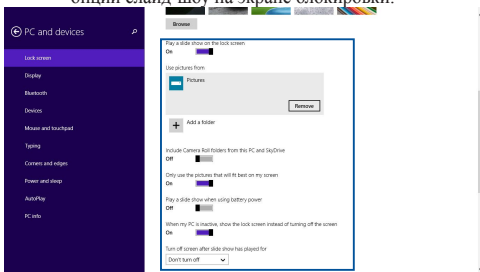 опций слайд-шоу на экране блокировки.
PC and devices
Lock screen
Display
Bluetooth
Devices
Mouse and touchpad
Typing
Corners and edges
Power and sleep
AutoPlay
PC info
Browse
Play a slide show on the lock screen
On
Use pictures from
Pictures
Remove
Add a folder
Include Camera Roll folders from this PC and SkyDrive
Off
Only use the pictures that will fit best on my screen
On
Play a slide show when using battery power
Off
When my PC is inactive, show the lock screen instead of turning off the screen
On
Turn off screen after slide show has played for
Don't turn off